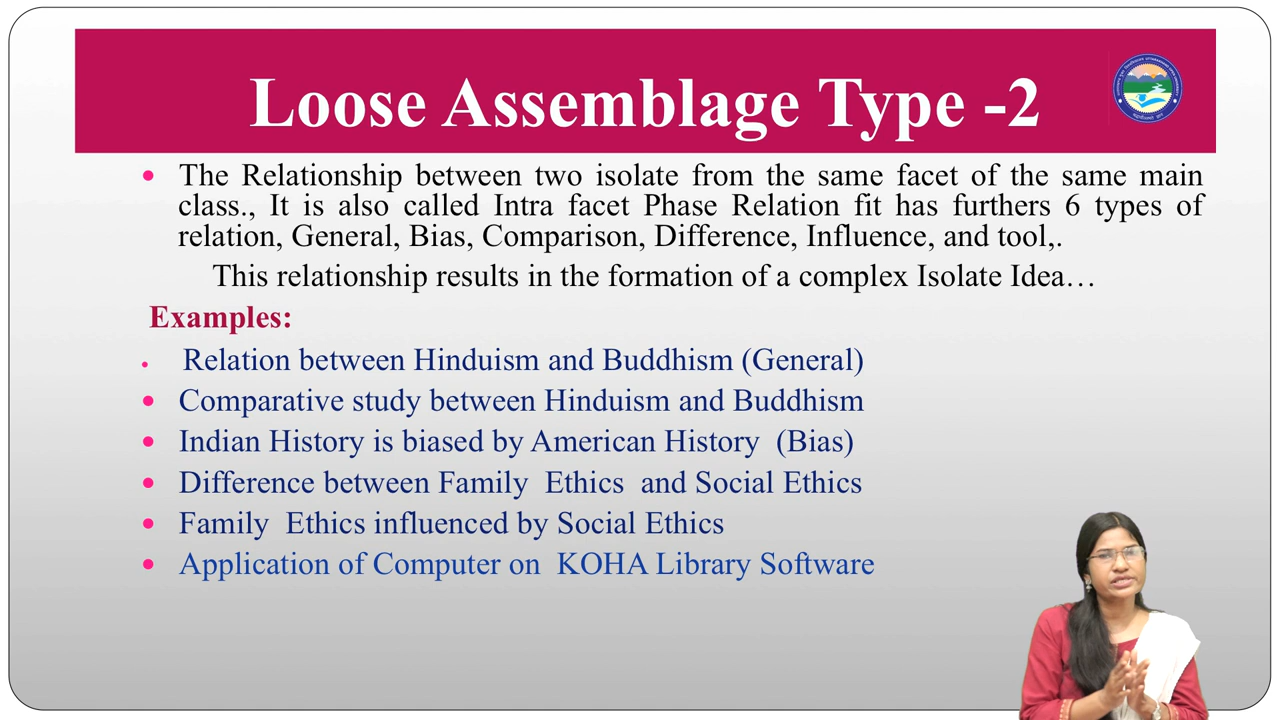 Loose Assemblage Type -2
• The Relationship between two isolate from the same facet of the same main
class., It is also called Intra facet Phase Relation fit has furthers 6 types of
relation, General, Bias, Comparison, Difference, Influence, and tool,.
This relationship results in the formation of a complex Isolate Idea…
Examples:
• Relation between Hinduism and Buddhism (General)
• Comparative study between Hinduism and Buddhism
• Indian History is biased by American History (Bias)
• Difference between Family Ethics and Social Ethics
• Family Ethics influenced by Social Ethics
• Application of Computer on KOHA Library Software